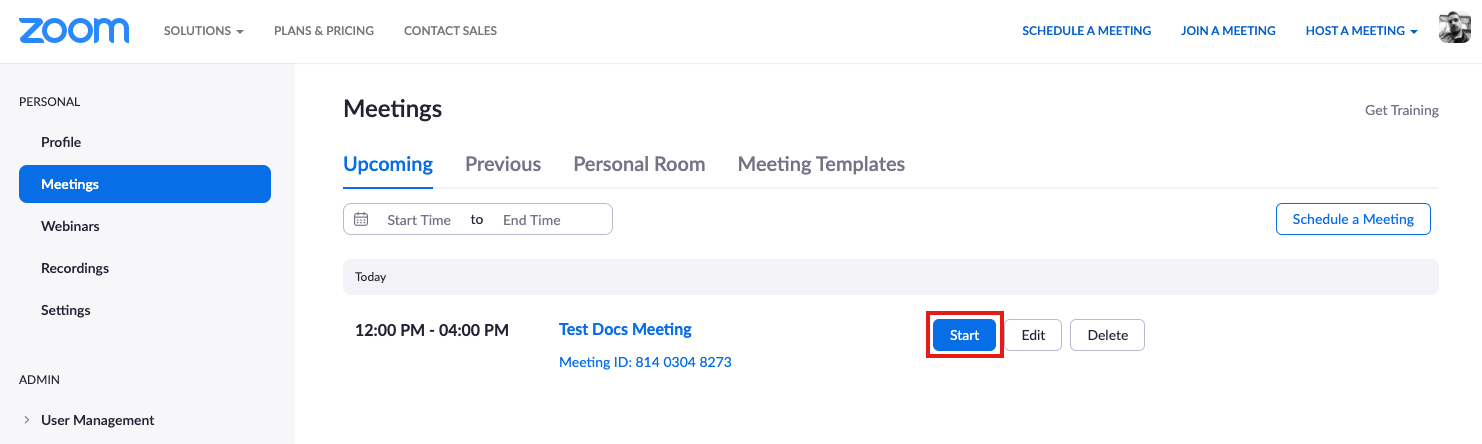 zoom SOLUTIONS PLANS & PRICING CONTACT SALES SCHEDULE A MEETING JOIN A MEETING HOST A MEETING
PERSONAL
Profile
Meetings
Webinars
Recordings
Settings
ADMIN
User Management
Meetings Get Training
Upcoming Previous Personal Room Meeting Templates
Start Time to End Time Schedule a Meeting
Today
12:00 PM - 04:00 PM Test Docs Meeting Start Edit Delete
Meeting ID: 814 0304 8273